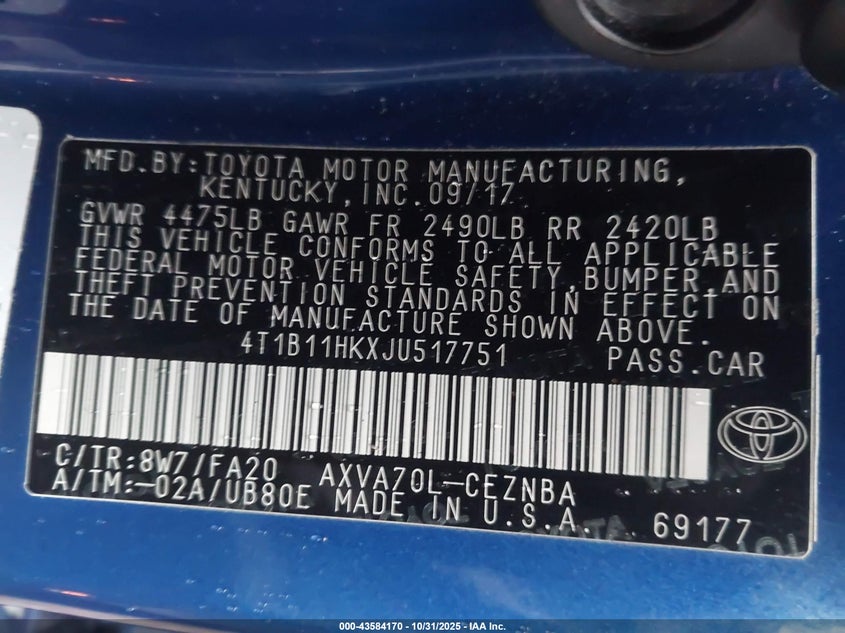 MFD.BY:TOYOTA MOTOR MANUFACTURING,
KENTUCKY,INC.09/17
GVWR 4475LB GAWR FR 2490LB RR 2420LB
THIS VEHICLE CONFORMS TO ALL APPLICABLE
FEDERAL MOTOR VEHICLE SAFETY,BUMPER,AND
THEFT PREVENTION STANDARDS IN EFFECT ON
THE DATE OF MANUFACTURE SHOWN ABOVE.
4T1B11HKXJU517751 PASS.CAR
C/TR:8W7/FA20 AXVA70L-CEZNBA
A/TM:-02A/UB80E MADE IN U.S.A. 69177
TOYOTA
000-43584170 - 10/31/2025 - IAA Inc.